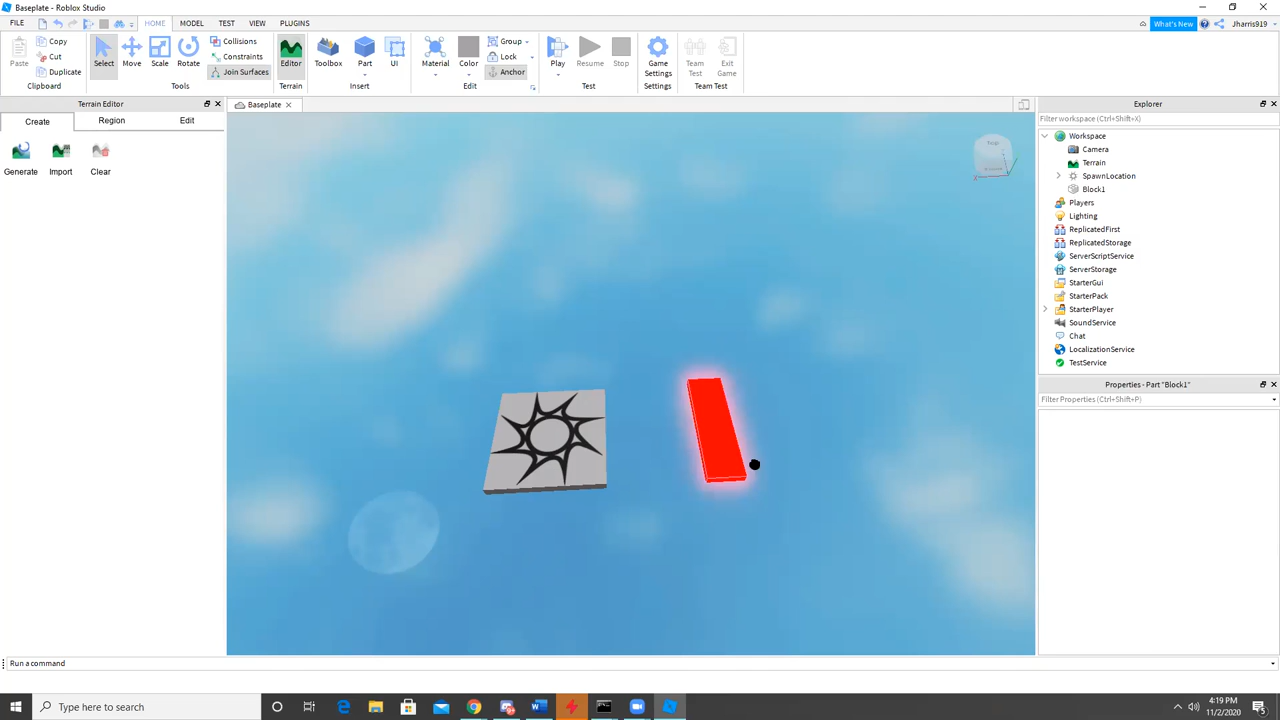 Baseplate - Roblox Studio
FILE HOME MODEL TEST VIEW PLUGINS What's New Jharris919
Paste Copy Cut Duplicate Select Move Scale Rotate Collisions Constraints Join Surfaces Editor Toolbox Part UI Material Color Group Lock Anchor Play Resume Stop Game Settings Team Test Exit Game
Clipboard Tools Terrain Insert Edit Test Settings Team Test
Terrain Editor
Create Region Edit
Generate Import Clear
Baseplate
Explorer
Filter workspace (Ctrl+Shift+X)
Workspace
Camera
Terrain
SpawnLocation
Block1
Players
Lighting
ReplicatedFirst
ReplicatedStorage
ServerScriptService
ServerStorage
StarterGui
StarterPack
StarterPlayer
SoundService
Chat
LocalizationService
TestService
Properties - Part "Block1"
Filter Properties (Ctrl+Shift+P)
Run a command
Type here to search
4:19 PM
11/2/2020